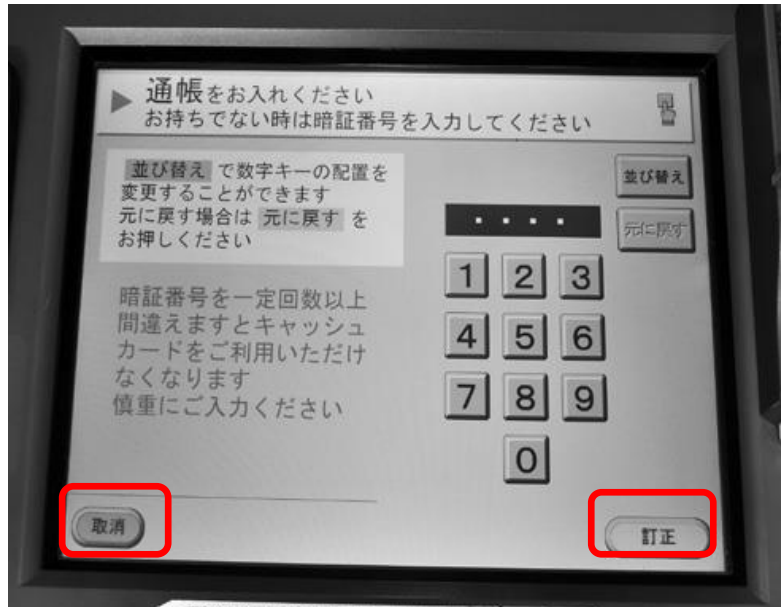 通帳をお入れください
お持ちでない時は暗証番号を入力してください
並び替え で数字キーの配置を
変更することができます
元に戻す場合は 元に戻す を
お押しください
並び替え
元に戻す
暗証番号を一定回数以上
間違えますとキャッシュ
カードをご利用いただけ
なくなります
慎重にご入力ください
1 2 3
4 5 6
7 8 9
0
取消
訂正